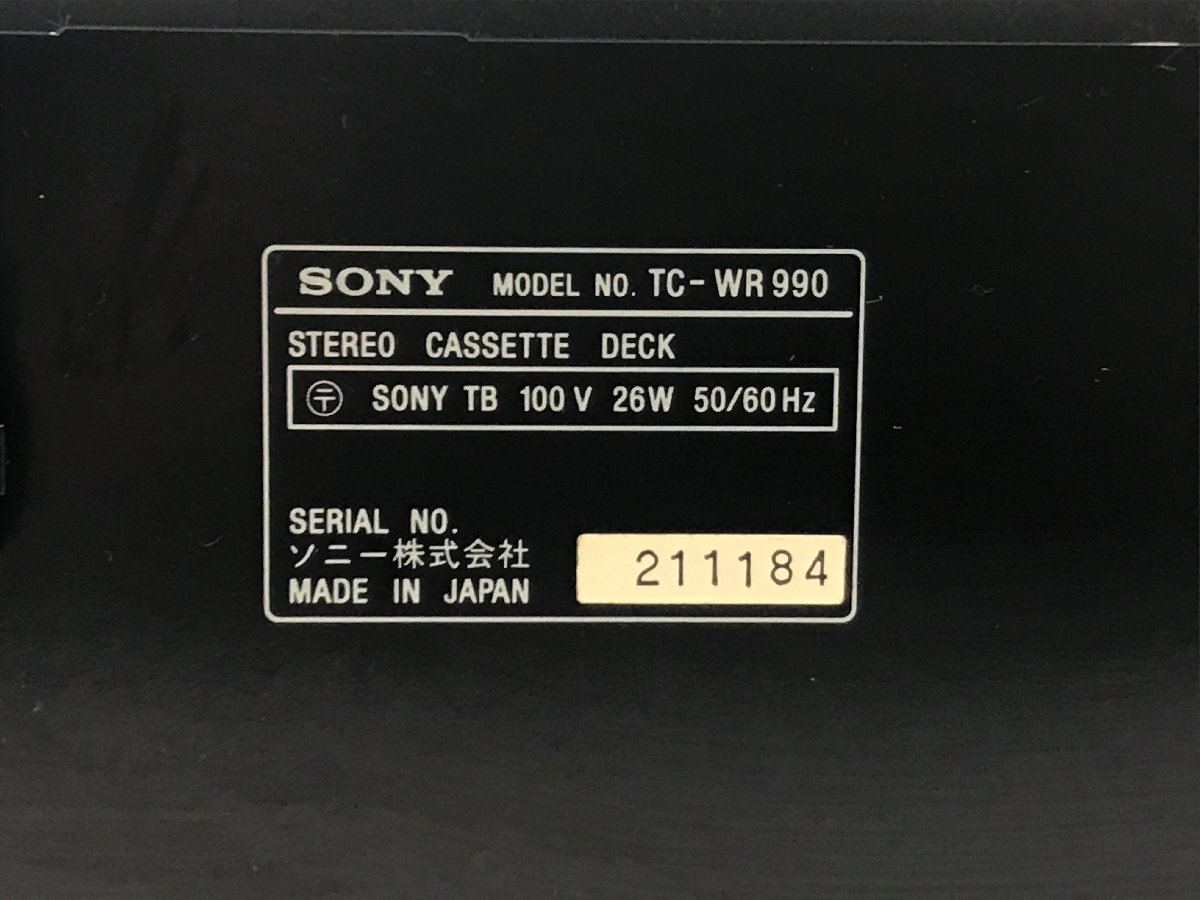 SONY MODEL NO. TC-WR990
STEREO CASSETTE DECK
〶 SONY TB 100V 26W 50/60Hz
SERIAL NO.
ソニー株式会社
211184
MADE IN JAPAN